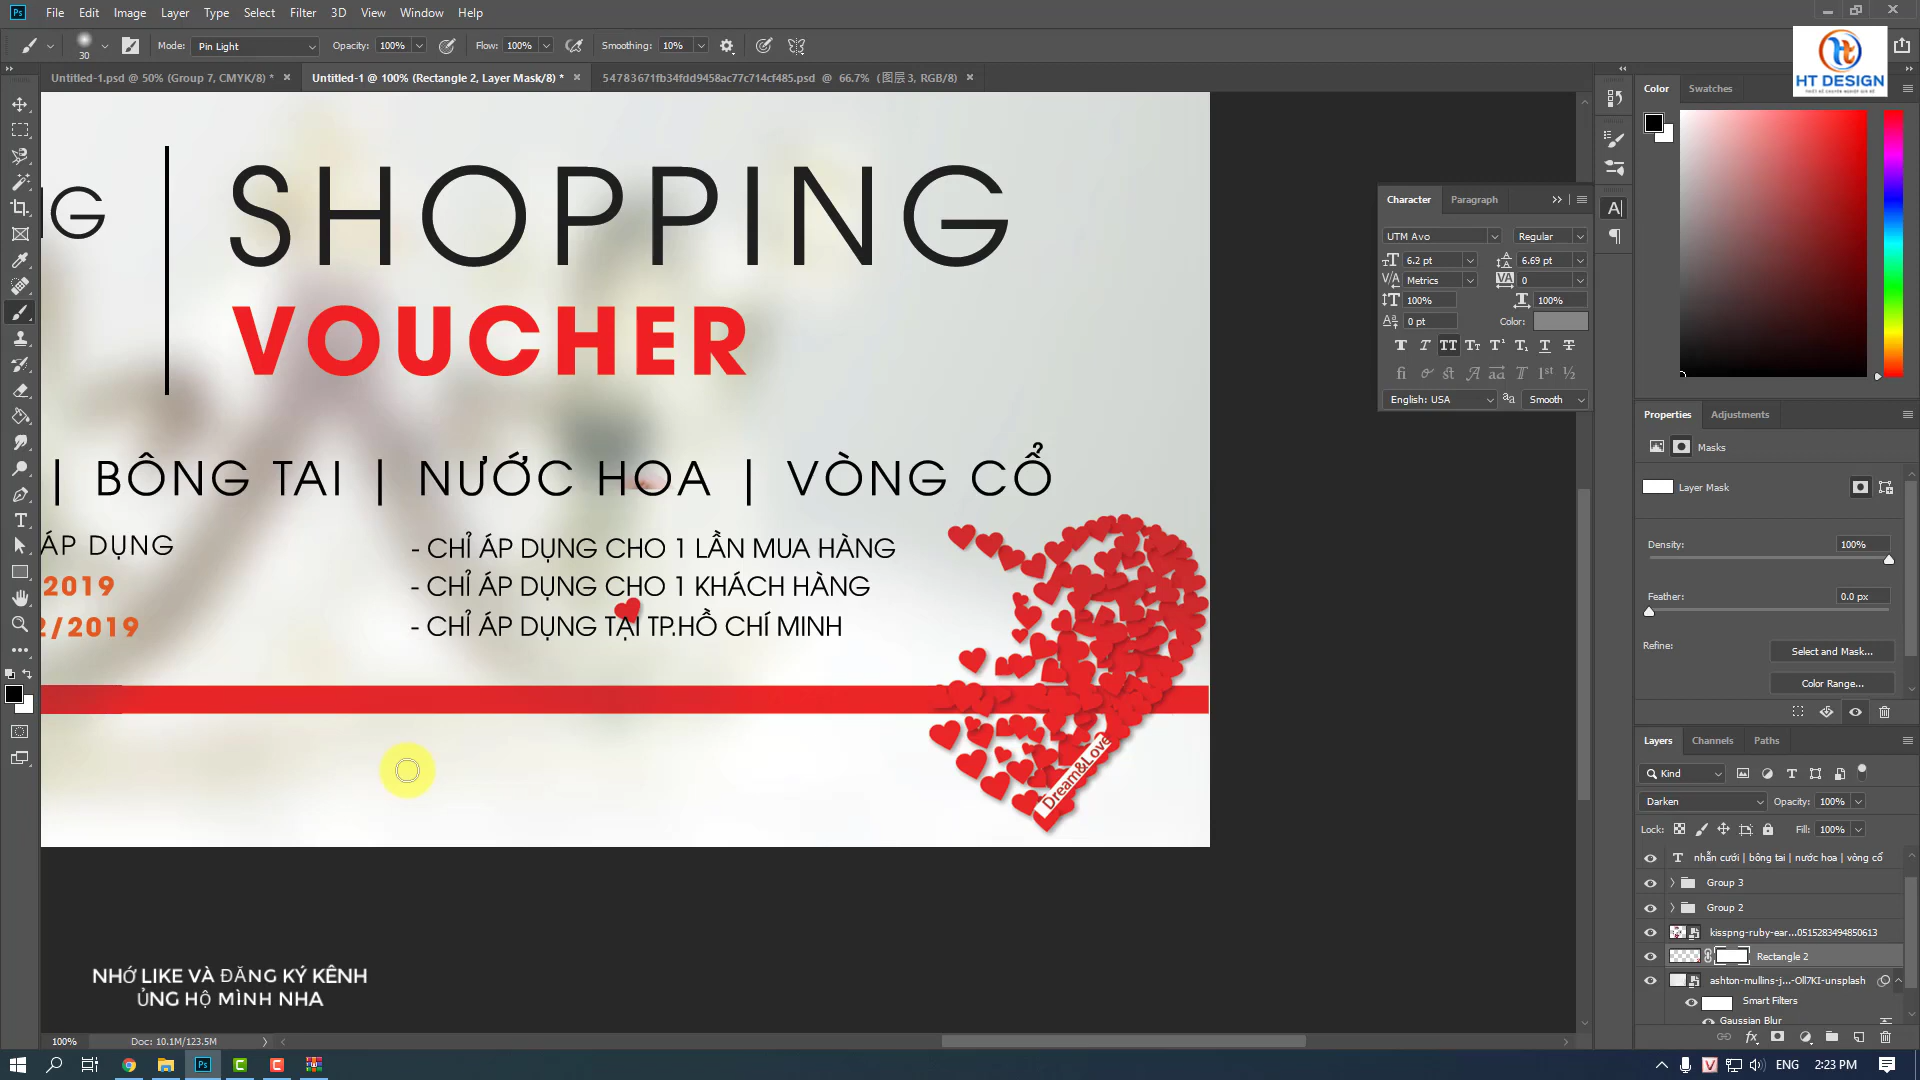 File Edit Image Layer Type Select Filter 3D View Window Help
Mode: Pin Light Opacity: 100% Flow: 100% Smoothing: 10%
30
HT DESIGN
Untitled-1.psd @ 50% (Group 7, CMYK/8) * Untitled-1 @ 100% (Rectangle 2, Layer Mask/8) * 54783671fb34fdd9458ac77c714cf485.psd @ 66.7% (图层 3, RGB/8)
Color Swatches
NG
SHOPPING
VOUCHER
| BÔNG TAI | NƯỚC HOA | VÒNG CỔ
ÁP DỤNG
2019
2/2019
- CHỈ ÁP DỤNG CHO 1 LẦN MUA HÀNG
- CHỈ ÁP DỤNG CHO 1 KHÁCH HÀNG
- CHỈ ÁP DỤNG TẠI TP.HỒ CHÍ MINH
Dream&Love
Character Paragraph
UTM Avo Regular
6.2 pt 6.69 pt
Metrics 0
100% 100%
0 pt Color:
English: USA Smooth
Properties Adjustments
Masks
Layer Mask
Density: 100%
Feather: 0.0 px
Refine: Select and Mask...
Color Range...
Layers Channels Paths
Kind
Darken Opacity: 100%
Lock: Fill: 100%
nhẫn cưới | bông tai | nước hoa | vòng cổ
Group 3
Group 2
kisspng-ruby-ear...0515283494850613
Rectangle 2
ashton-mullins-j...-Oll7KI-unsplash
Smart Filters
Gaussian Blur
NHỚ LIKE VÀ ĐĂNG KÝ KÊNH
ỦNG HỘ MÌNH NHA
100% Doc: 10.1M/123.5M
ENG 2:23 PM